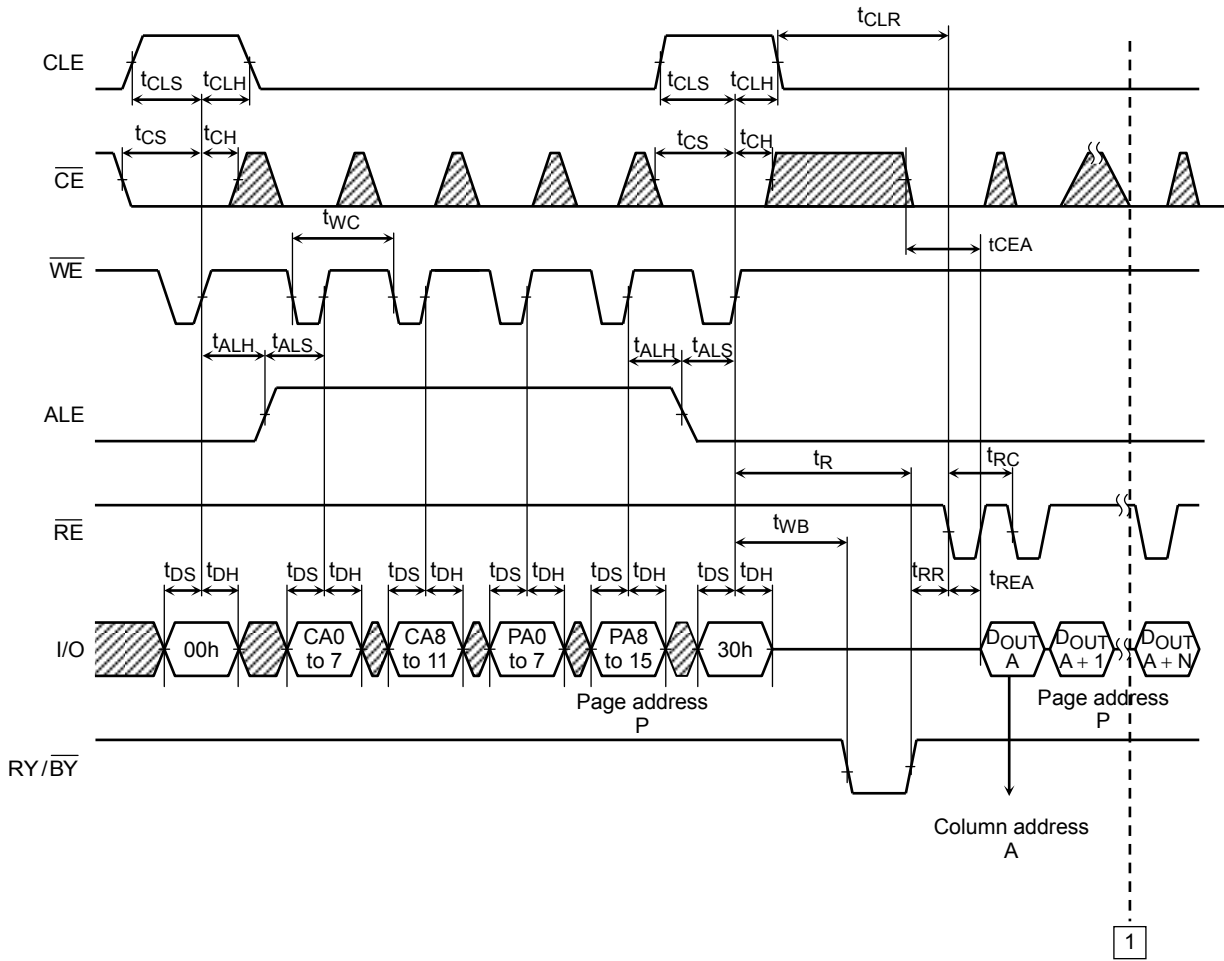 tCLR
CLE
tCLS tCLH tCLS tCLH
tCS tCH tCS tCH
CE
tWC
tCEA
WE
tALH tALS tALH tALS
ALE
tR tRC
RE
tWB
tDS tDH tDS tDH tDS tDH tDS tDH tDS tDH tDS tDH tRR tREA
I/O
00h
CA0
to 7
CA8
to 11
PA0
to 7
PA8
to 15
30h
DOUT
A
DOUT
A + 1
DOUT
A + N
Page address
P
Page address
P
RY/BY
Column address
A
1